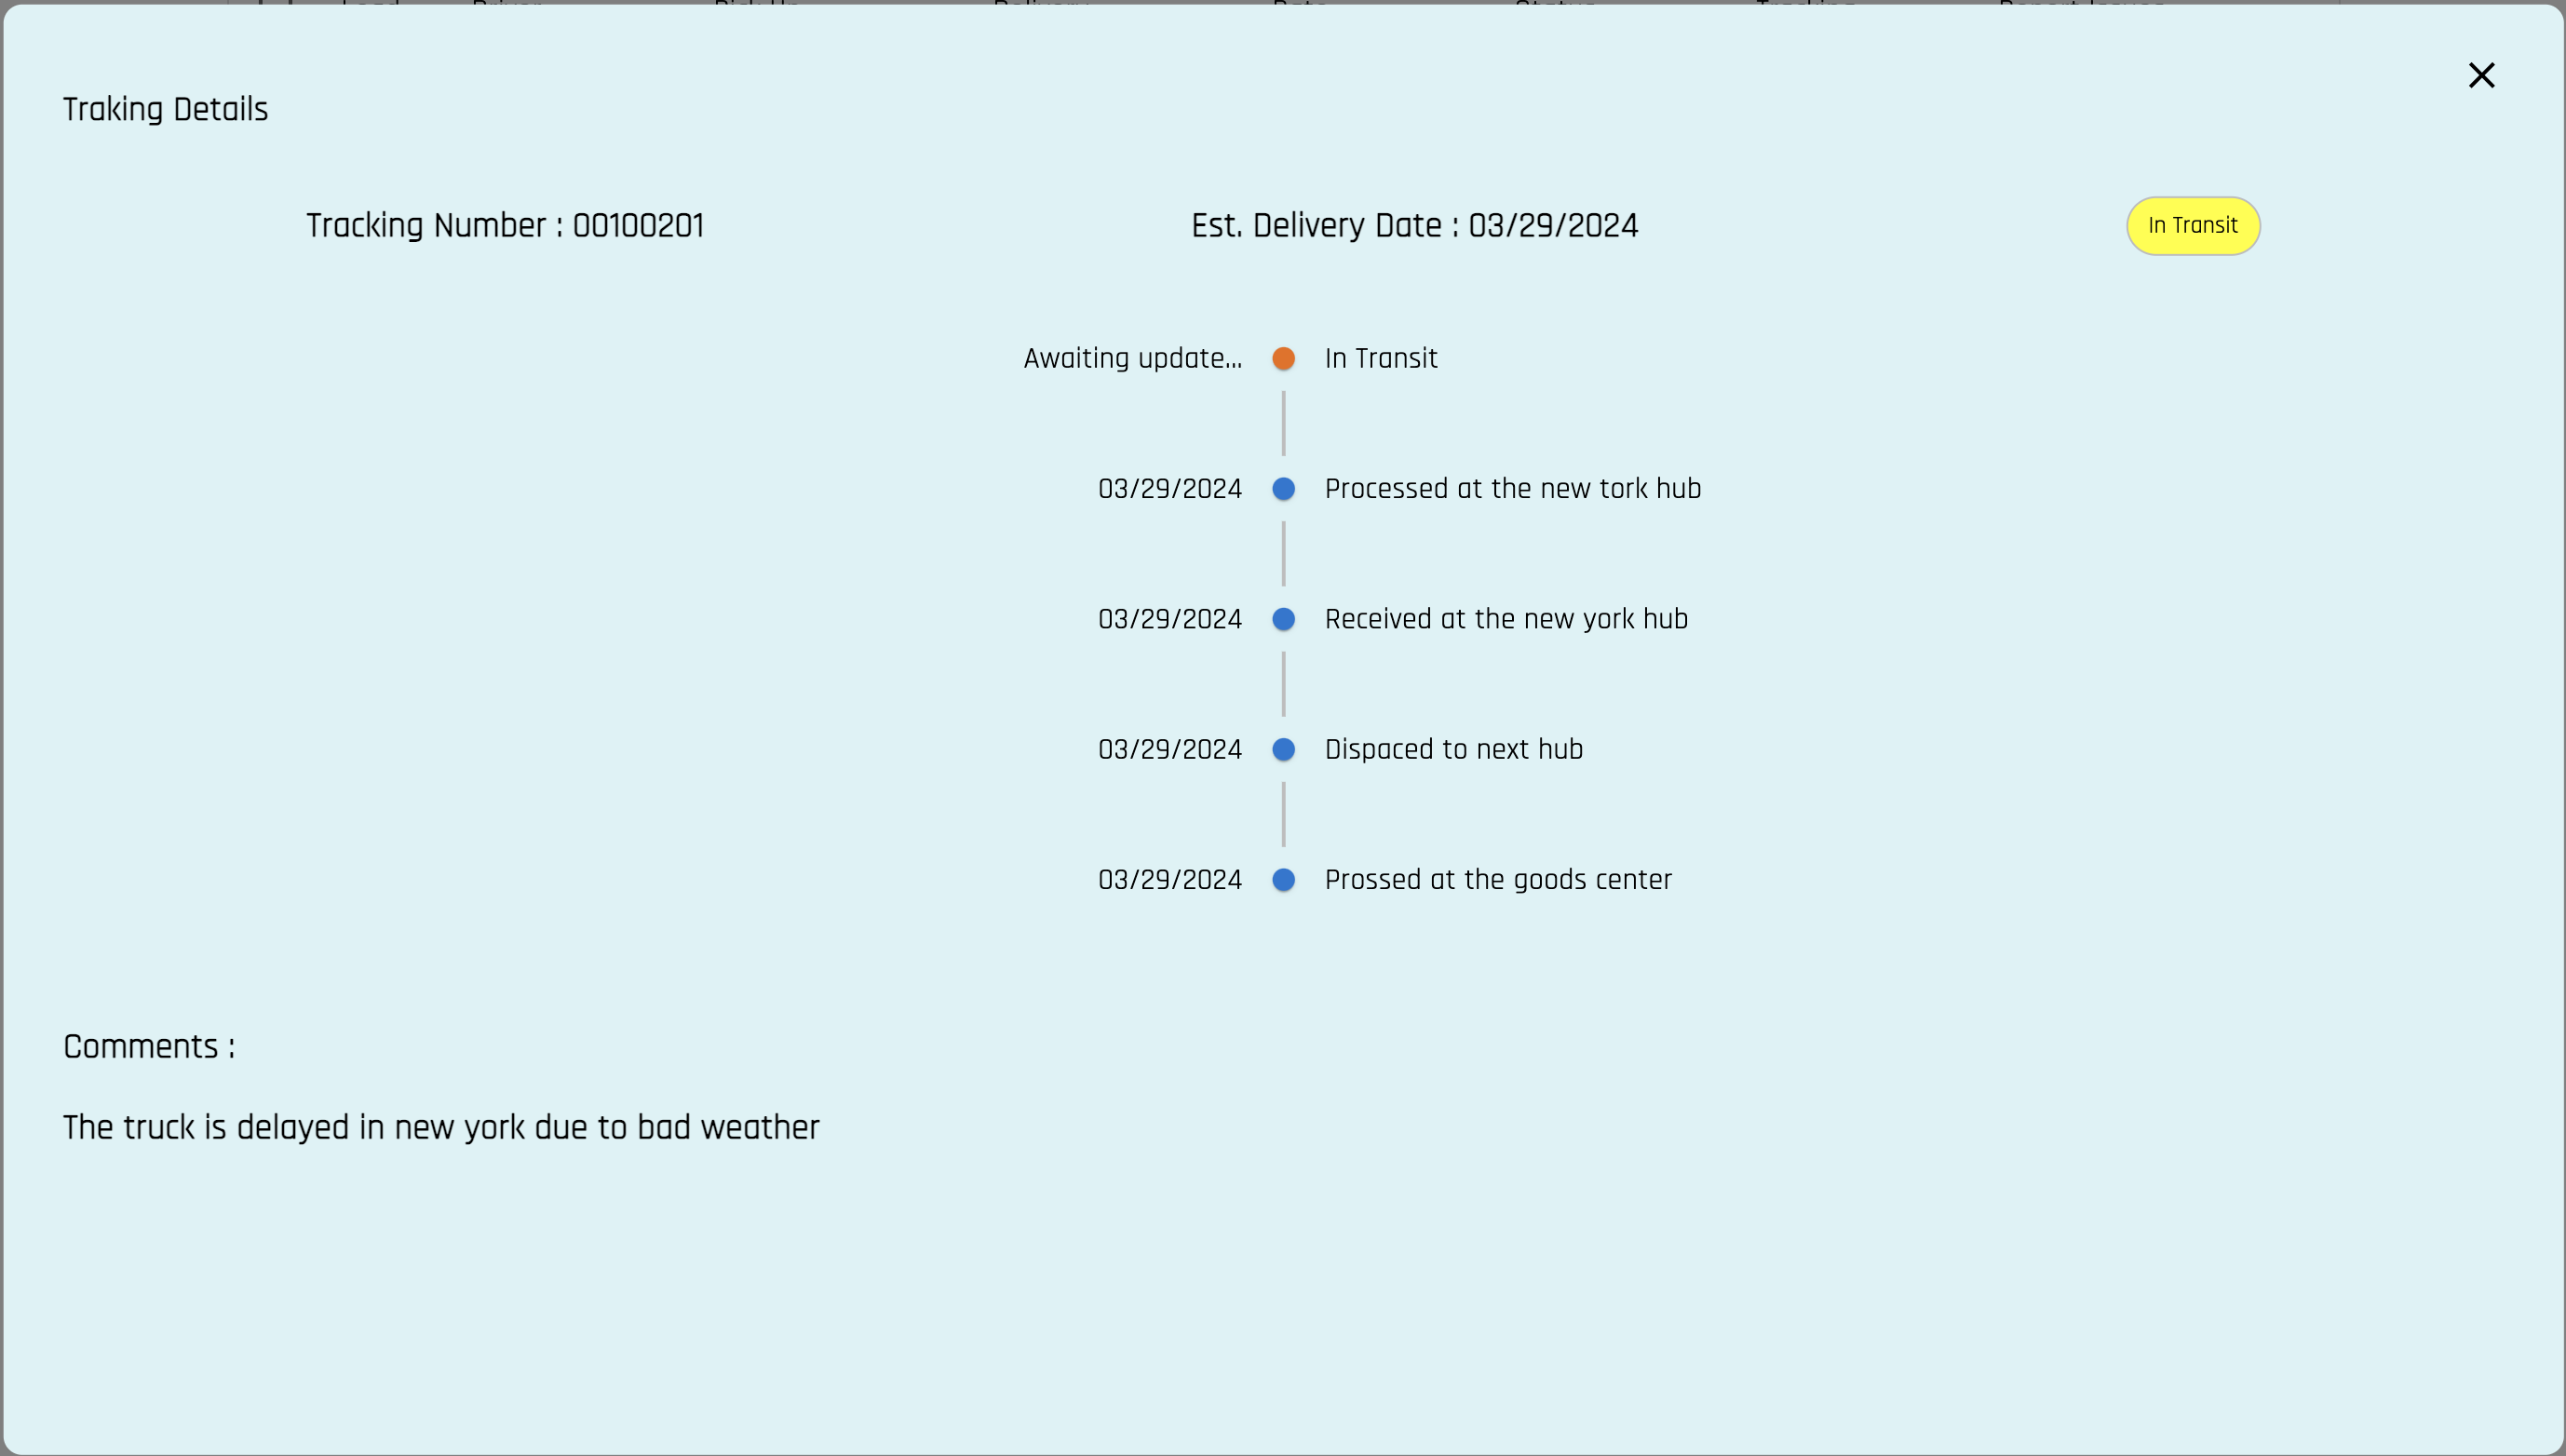 Traking Details
Tracking Number : 00100201 Est. Delivery Date : 03/29/2024 In Transit
Awaiting update... In Transit
03/29/2024 Processed at the new tork hub
03/29/2024 Received at the new york hub
03/29/2024 Dispaced to next hub
03/29/2024 Prossed at the goods center
Comments :
The truck is delayed in new york due to bad weather